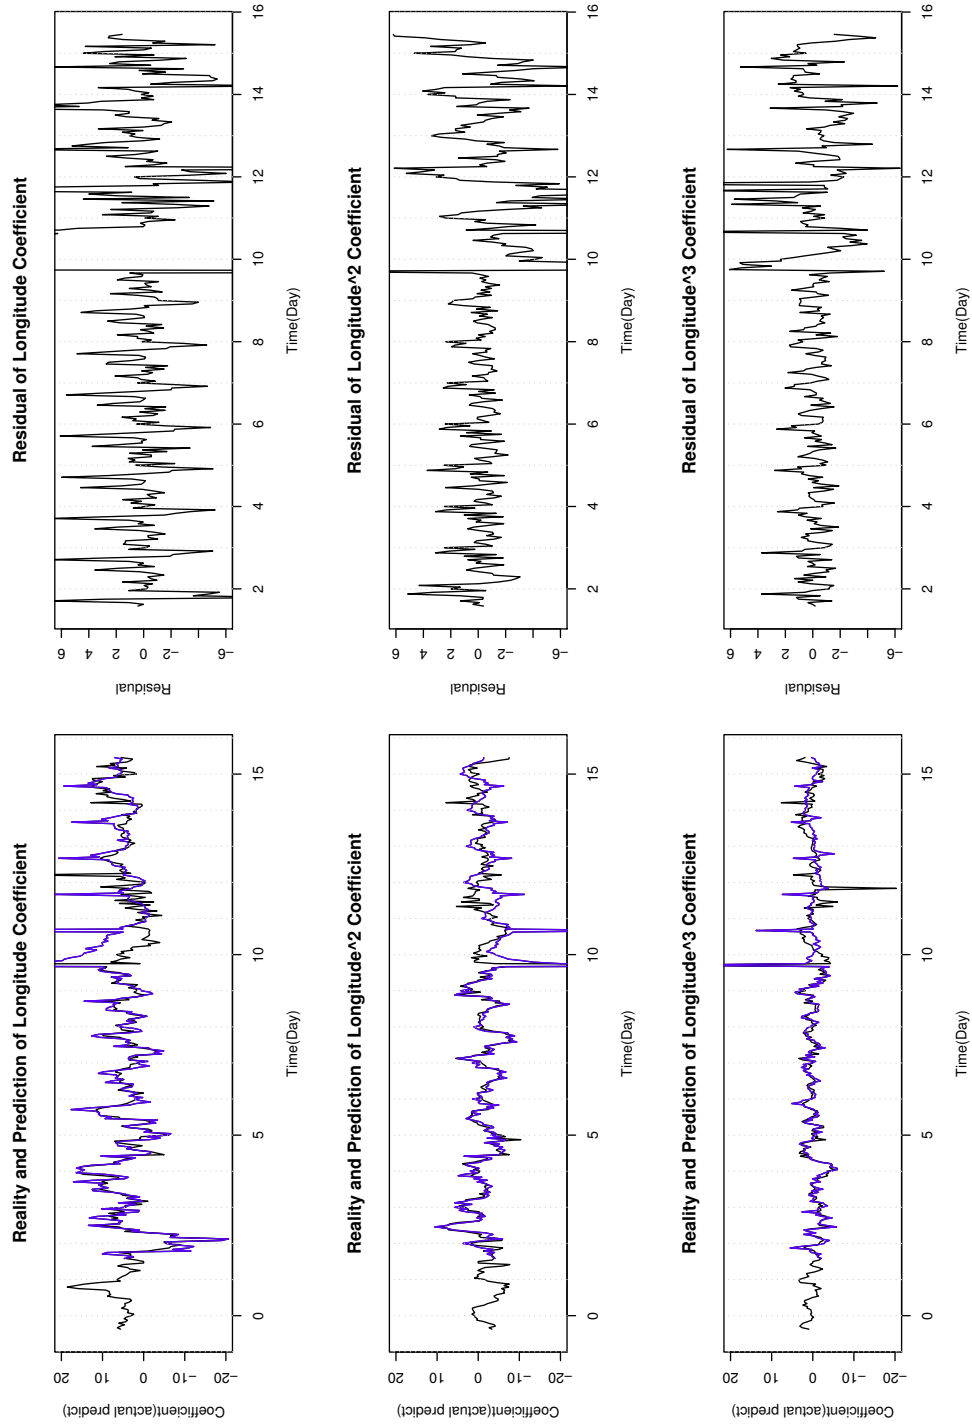 Reality and Prediction of Longitude Coefficient
Coefficient(actual predict)
20
10
0
−10
−20
0 5 10 15
Time(Day)
Residual of Longitude Coefficient
Residual
6
4
2
0
−2
−6
2 4 6 8 10 12 14 16
Time(Day)
Reality and Prediction of Longitude^2 Coefficient
Coefficient(actual predict)
20
10
0
−10
−20
0 5 10 15
Time(Day)
Residual of Longitude^2 Coefficient
Residual
6
4
2
0
−2
−6
2 4 6 8 10 12 14 16
Time(Day)
Reality and Prediction of Longitude^3 Coefficient
Coefficient(actual predict)
20
10
0
−10
−20
0 5 10 15
Time(Day)
Residual of Longitude^3 Coefficient
Residual
6
4
2
0
−2
−6
2 4 6 8 10 12 14 16
Time(Day)